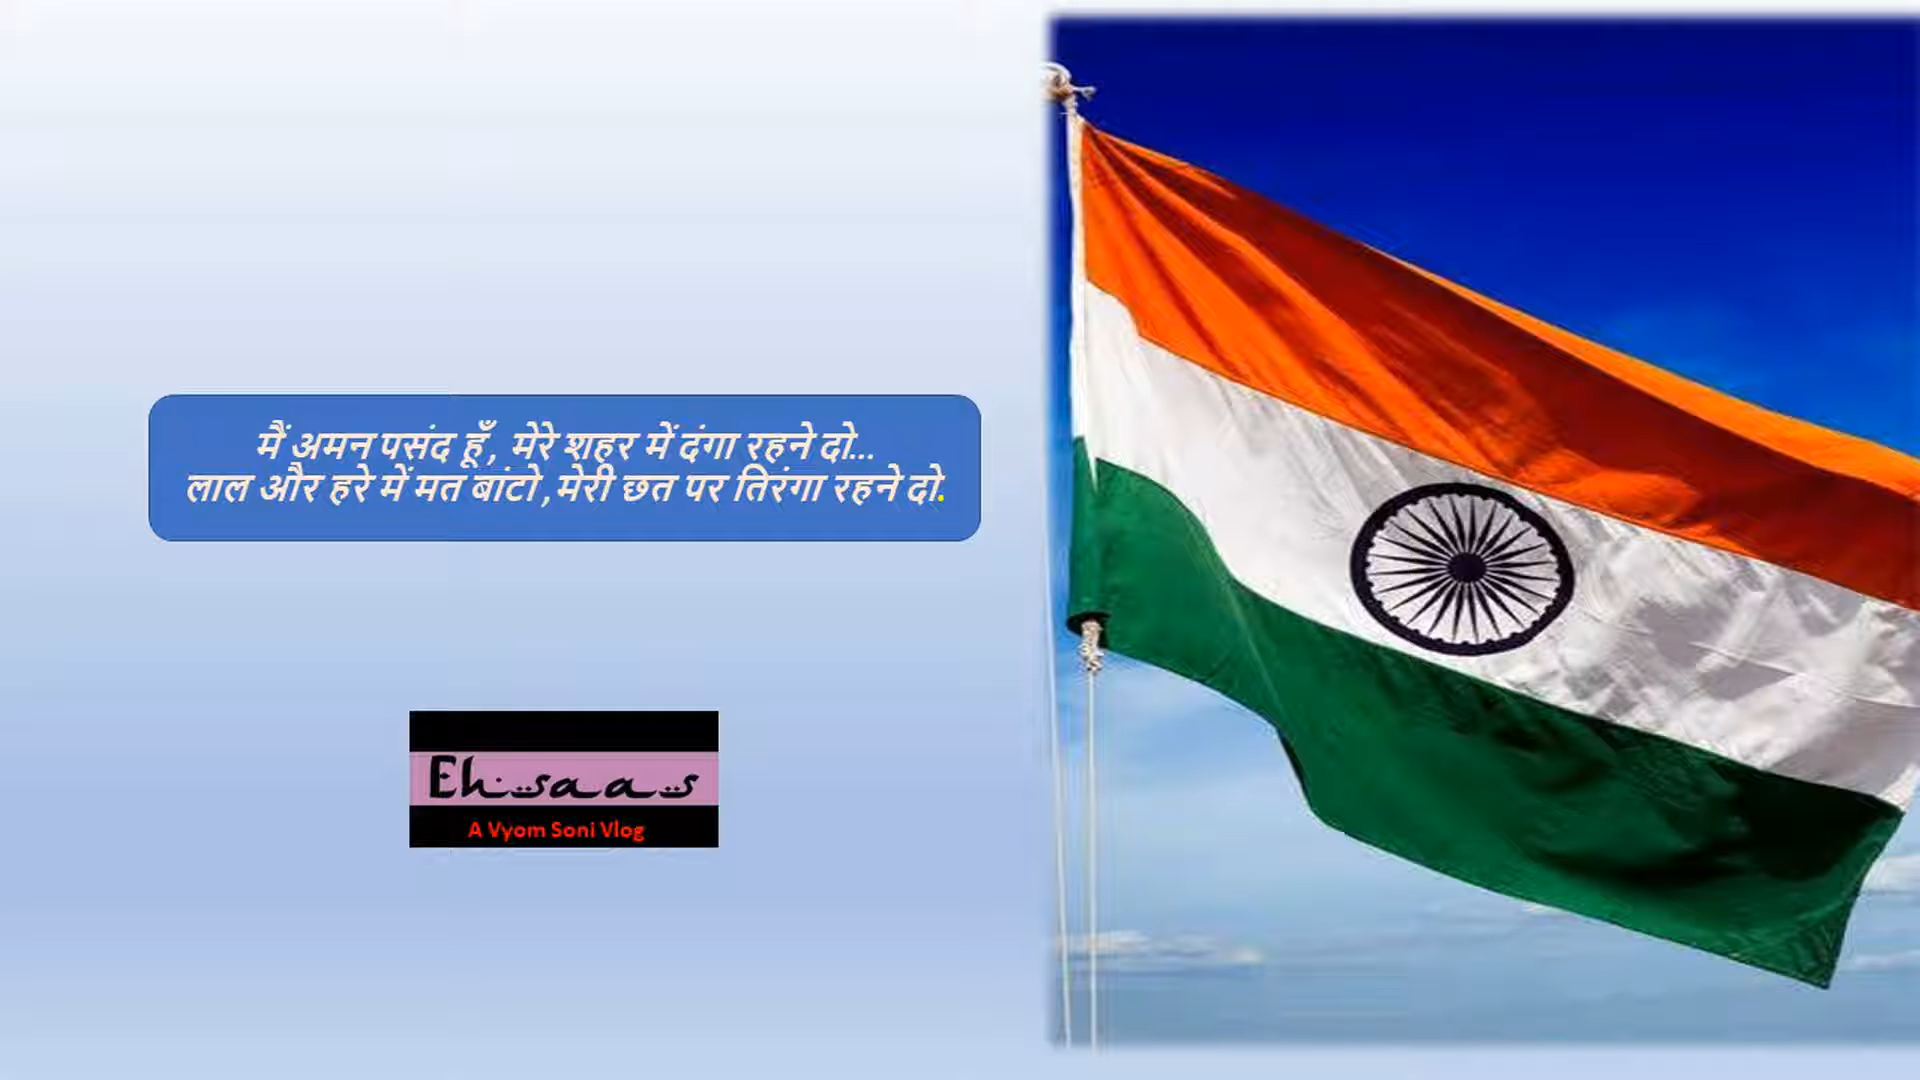 मैं अमन पसंद हूँ, मेरे शहर में दंगा रहने दो...
लाल और हरे में मत बांटो, मेरी छत पर तिरंगा रहने दो.
Ehsaas
A Vyom Soni Vlog